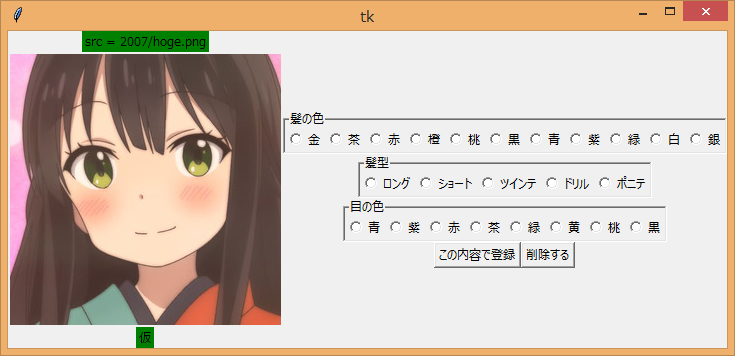 tk
src = 2007/hoge.png
髪の色
金 茶 赤 橙 桃 黒 青 紫 緑 白 銀
髪型
ロング ショート ツインテ ドリル ポニテ
目の色
青 紫 赤 茶 緑 黄 桃 黒
この内容で登録 削除する
仮